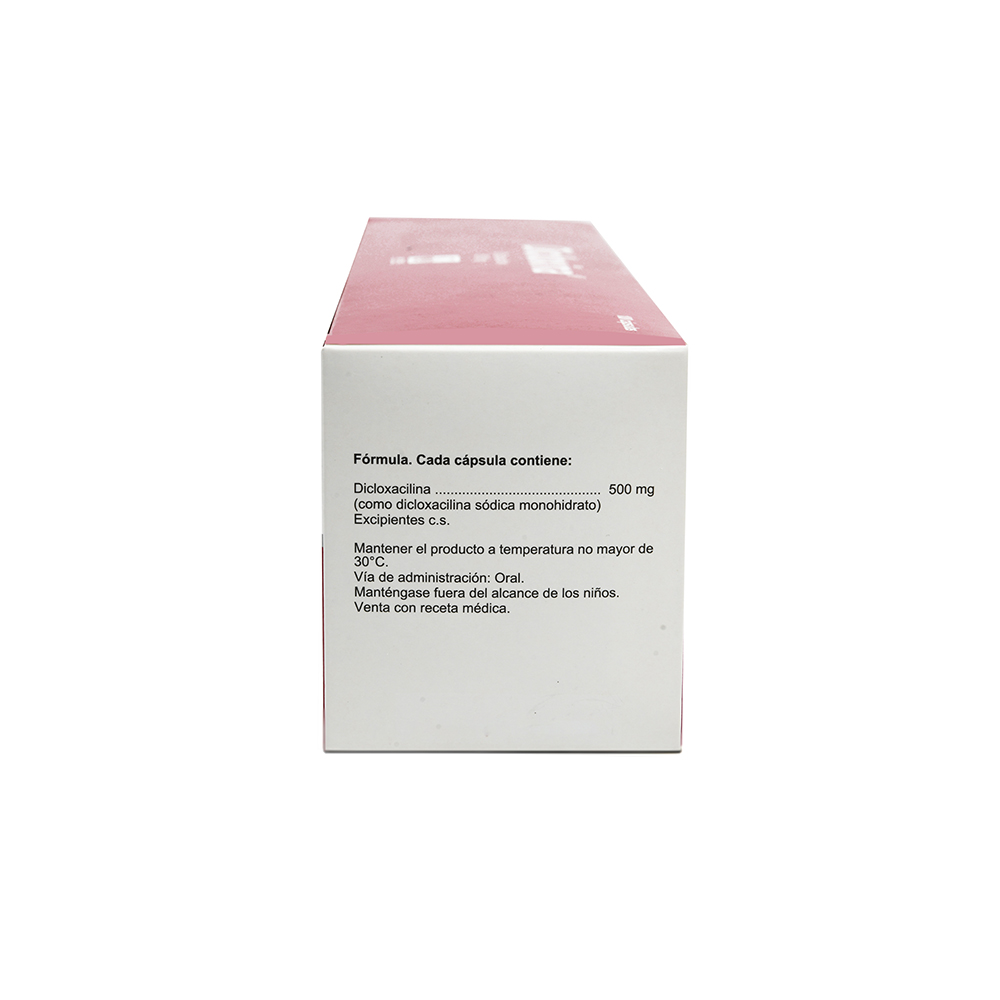 Fórmula. Cada cápsula contiene:
Dicloxacilina ........................................... 500 mg
(como dicloxacilina sódica monohidrato)
Excipientes c.s.
Mantener el producto a temperatura no mayor de
30°C.
Vía de administración: Oral.
Manténgase fuera del alcance de los niños.
Venta con receta médica.